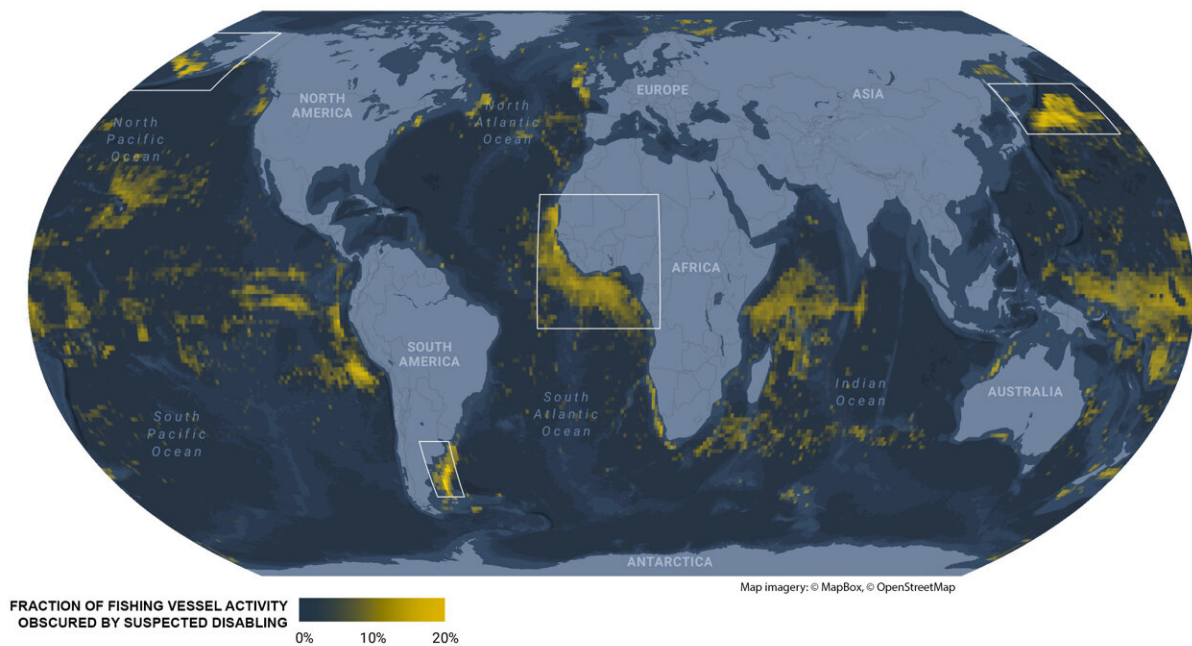 NORTH
AMERICA
North
Pacific
Ocean
North
Atlantic
Ocean
EUROPE
ASIA
AFRICA
SOUTH
AMERICA
South
Pacific
Ocean
South
Atlantic
Ocean
Indian
Ocean
AUSTRALIA
ANTARCTICA
Map imagery: © MapBox, © OpenStreetMap
FRACTION OF FISHING VESSEL ACTIVITY
OBSCURED BY SUSPECTED DISABLING
0% 10% 20%